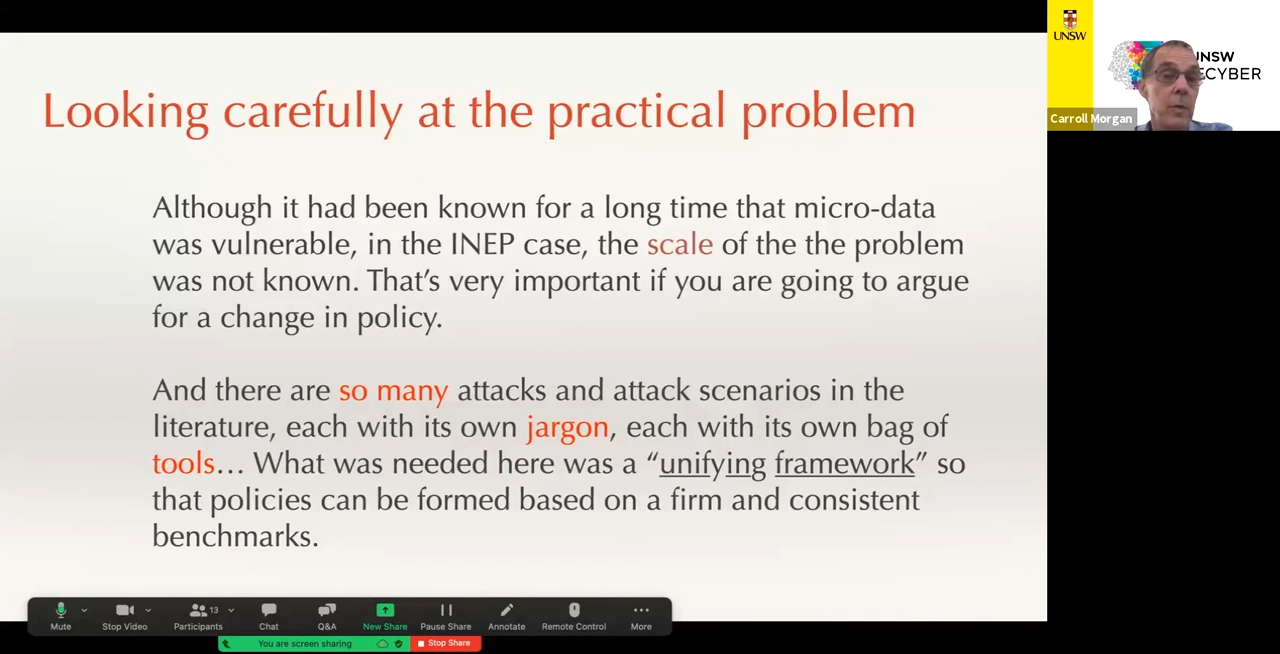 Looking carefully at the practical problem
Although it had been known for a long time that micro-data
was vulnerable, in the INEP case, the scale of the the problem
was not known. That's very important if you are going to argue
for a change in policy.
And there are so many attacks and attack scenarios in the
literature, each with its own jargon, each with its own bag of
tools… What was needed here was a “unifying framework” so
that policies can be formed based on a firm and consistent
benchmarks.
UNSW
UNSW
CYBER
Carroll Morgan
13
Mute
Stop Video
Participants
Chat
Q&A
New Share
Pause Share
Annotate
Remote Control
More
You are screen sharing
Stop Share